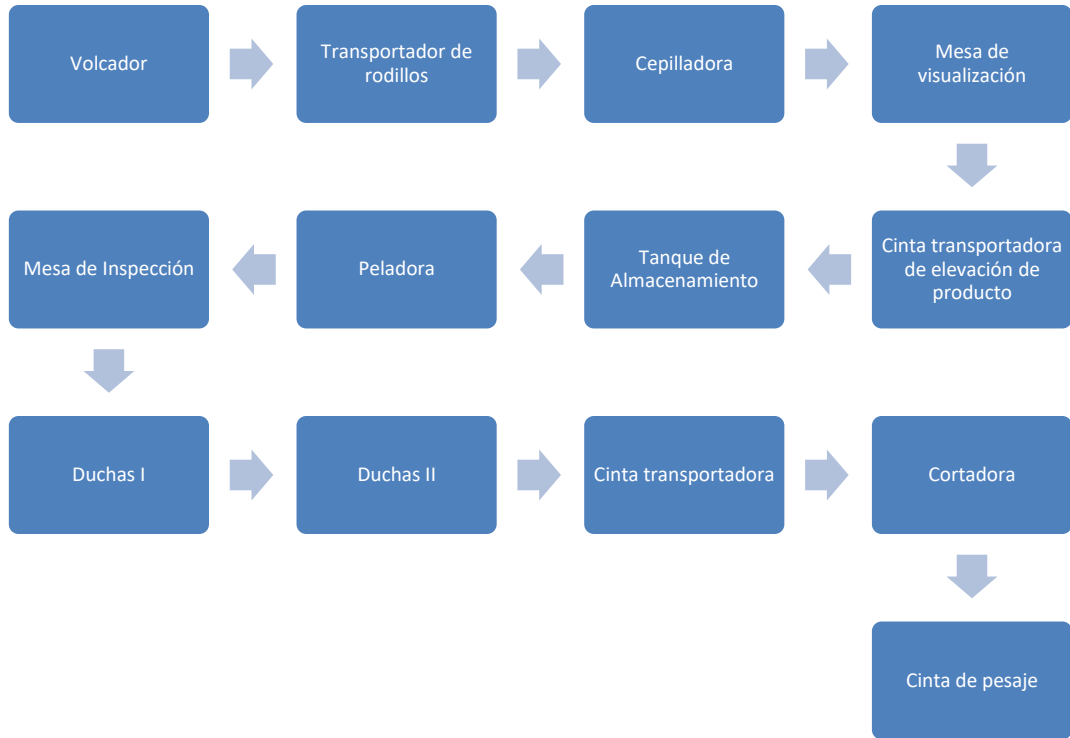 Volcador
Transportador de
rodillos
Cepilladora
Mesa de
visualización
Cinta transportadora
de elevación de
producto
Tanque de
Almacenamiento
Peladora
Mesa de Inspección
Duchas I
Duchas II
Cinta transportadora
Cortadora
Cinta de pesaje